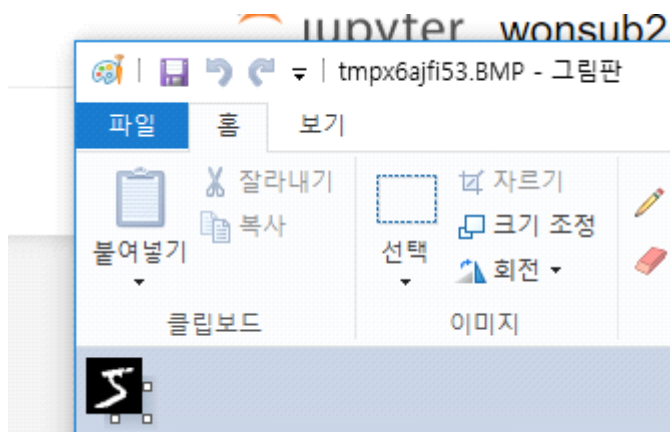 jupyter wonsub2
tmpx6ajfi53.BMP - 그림판
파일 홈 보기
잘라내기
복사
붙여넣기
자르기
크기 조정
회전
선택
클립보드
이미지
5